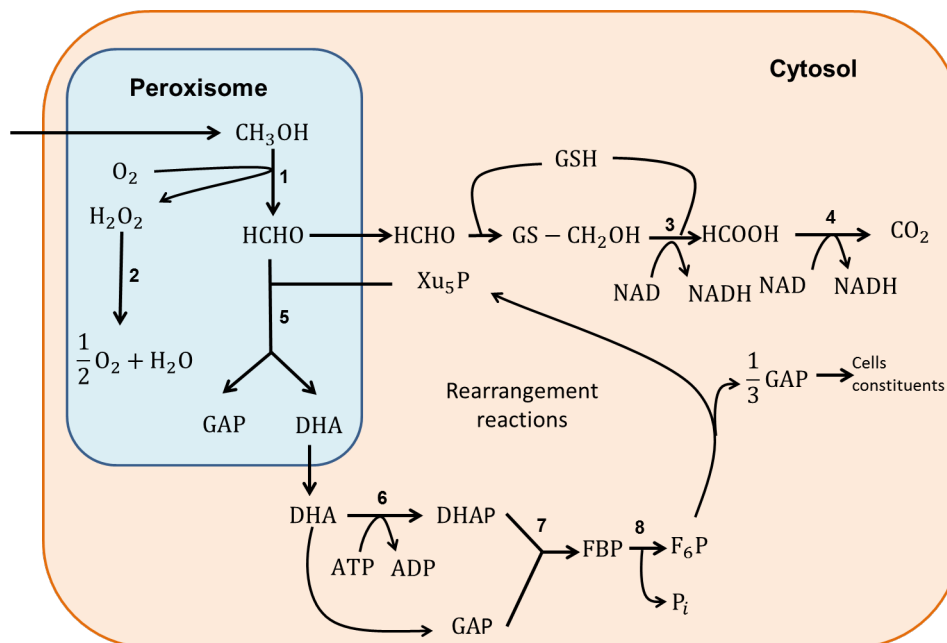 Cytosol
Peroxisome
CH₃OH
O₂
1
H₂O₂
HCHO
HCHO
GSH
GS − CH₂OH
3
HCOOH
4
CO₂
NAD
NADH
NAD
NADH
2
Xu₅P
5
½ O₂ + H₂O
GAP
DHA
Rearrangement
reactions
⅓ GAP
Cells
constituents
DHA
6
DHAP
7
ATP
ADP
FBP
8
F₆P
Pᵢ
GAP